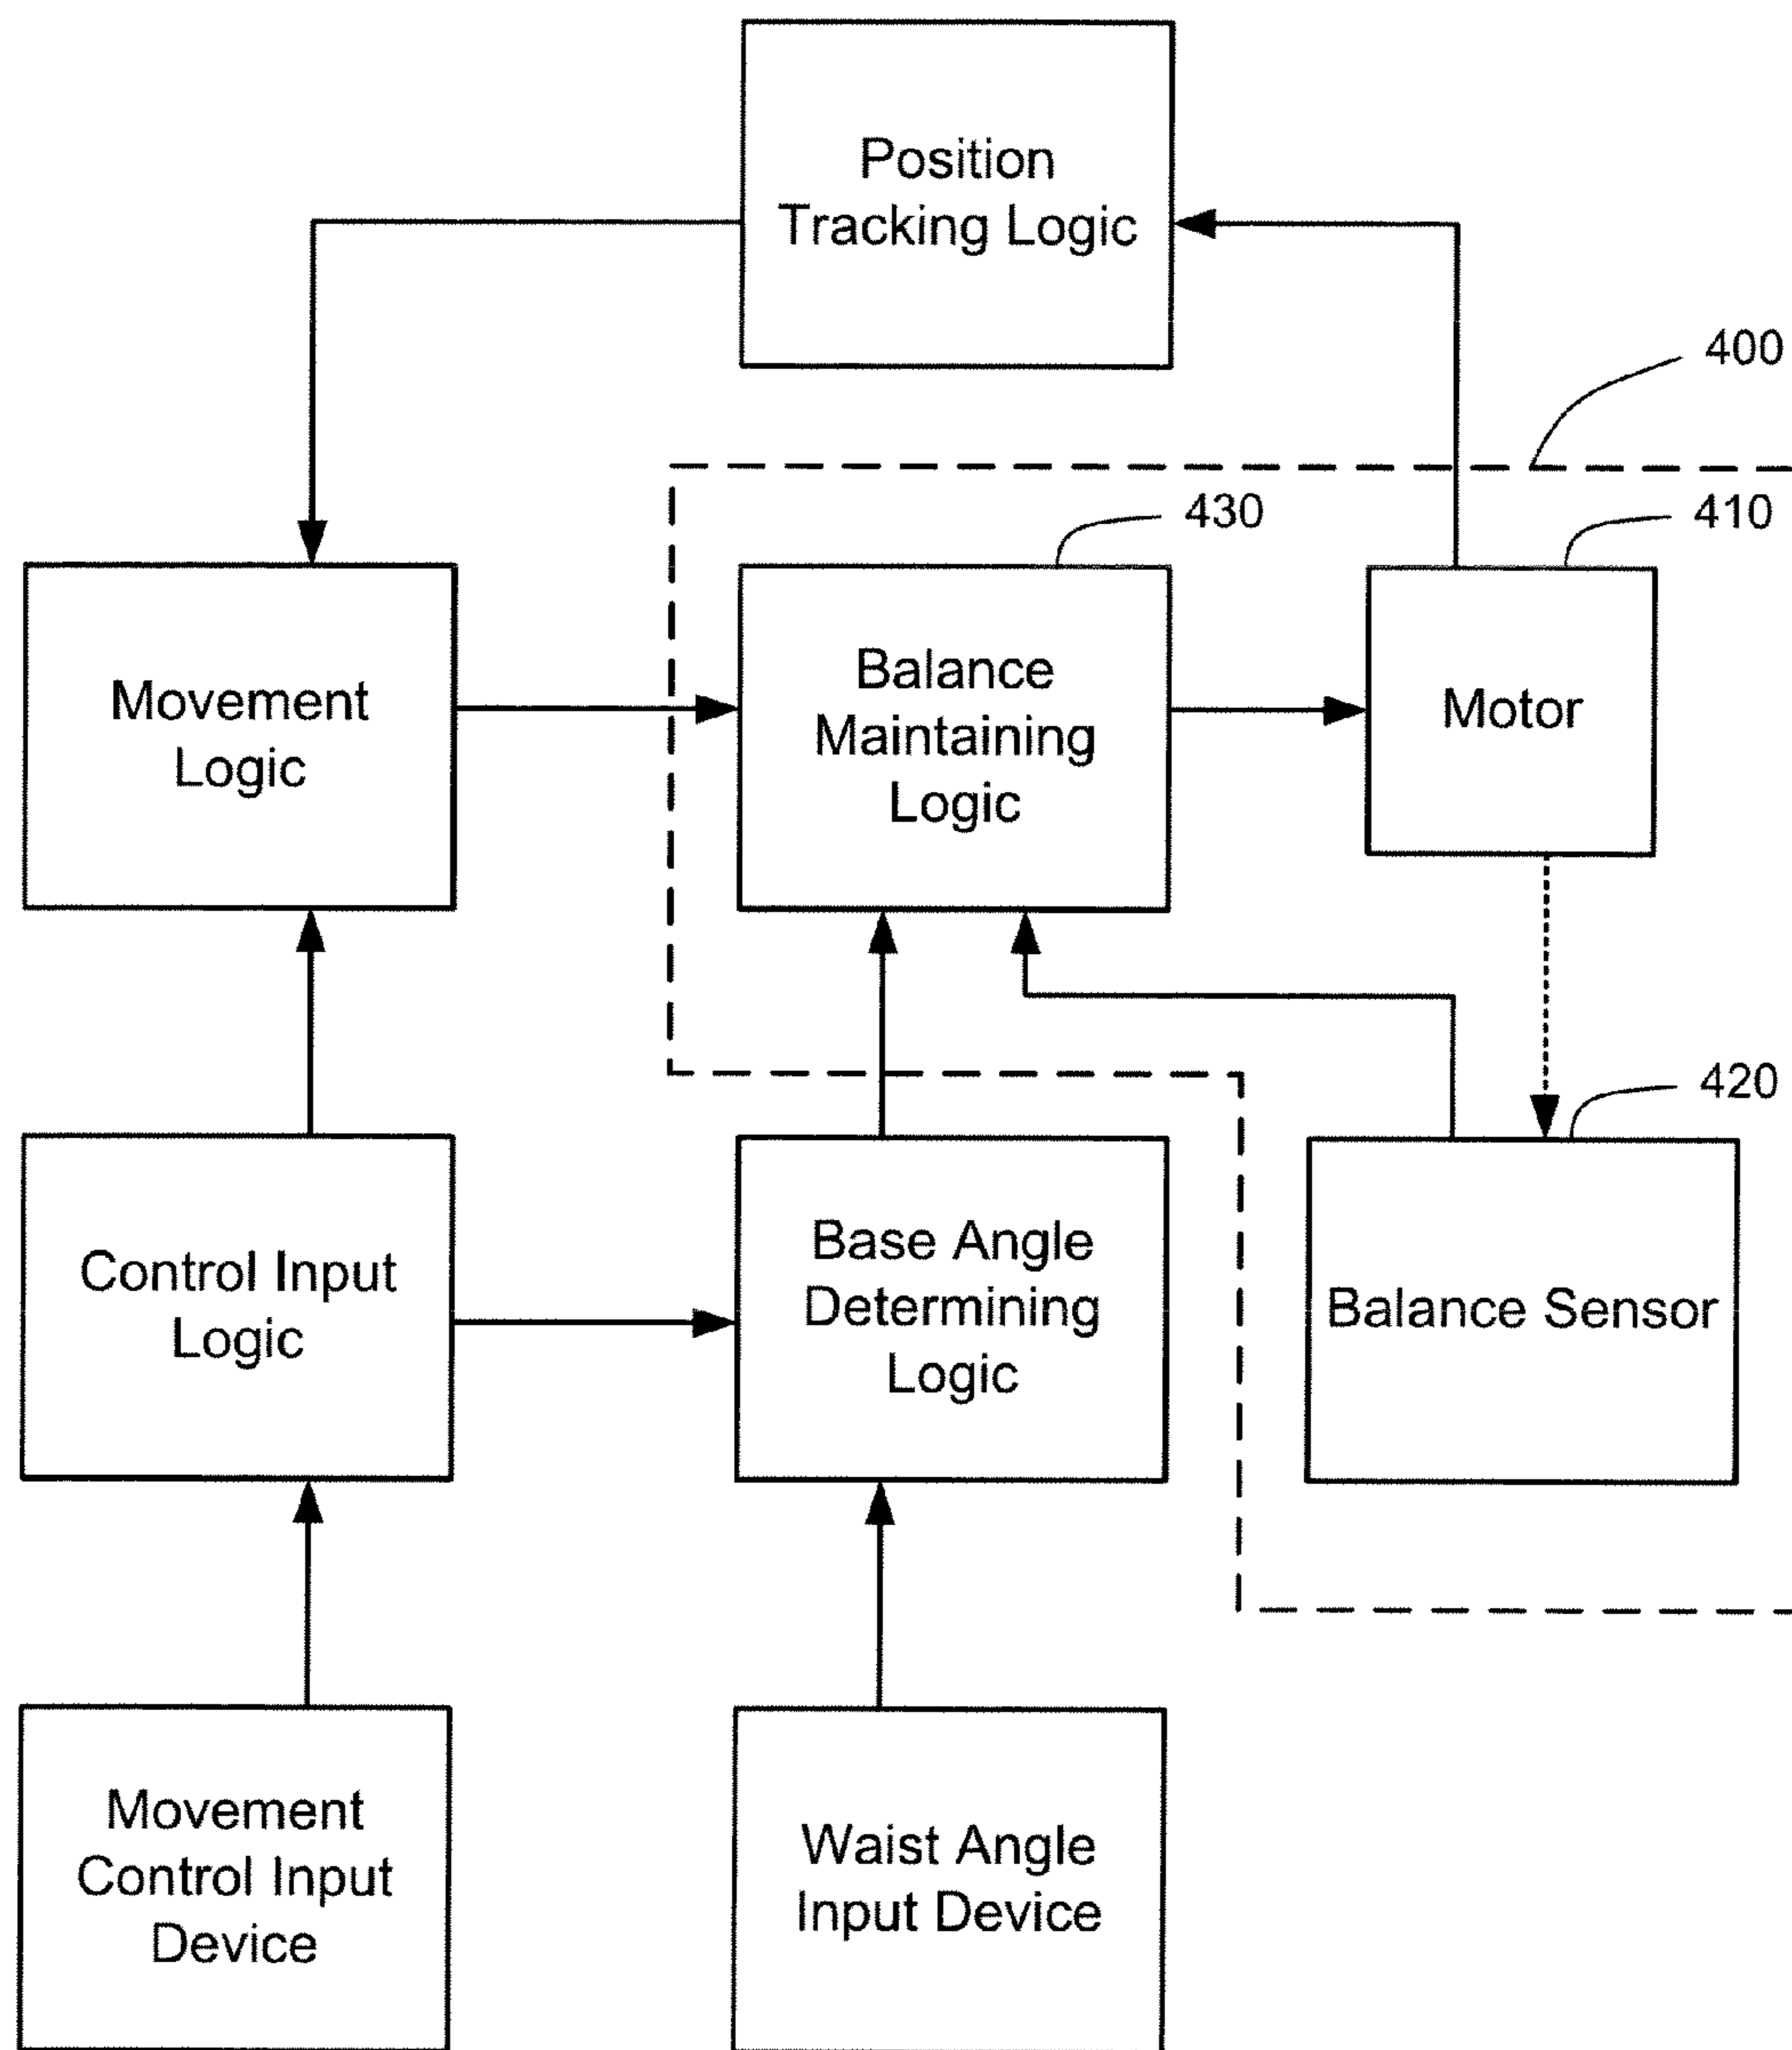 Position
Tracking Logic
400
430
410
Movement
Logic
Balance
Maintaining
Logic
Motor
420
Control Input
Logic
Base Angle
Determining
Logic
Balance Sensor
Movement
Control Input
Device
Waist Angle
Input Device